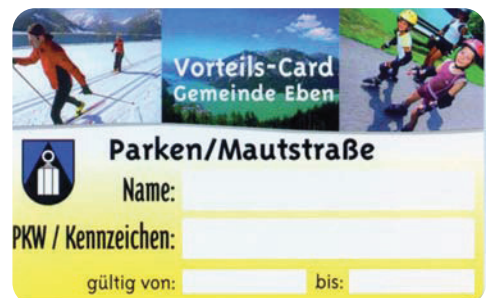 Vorteils-Card
Gemeinde Eben
Parken/Mautstraße
Name:
PKW / Kennzeichen:
gültig von: bis: